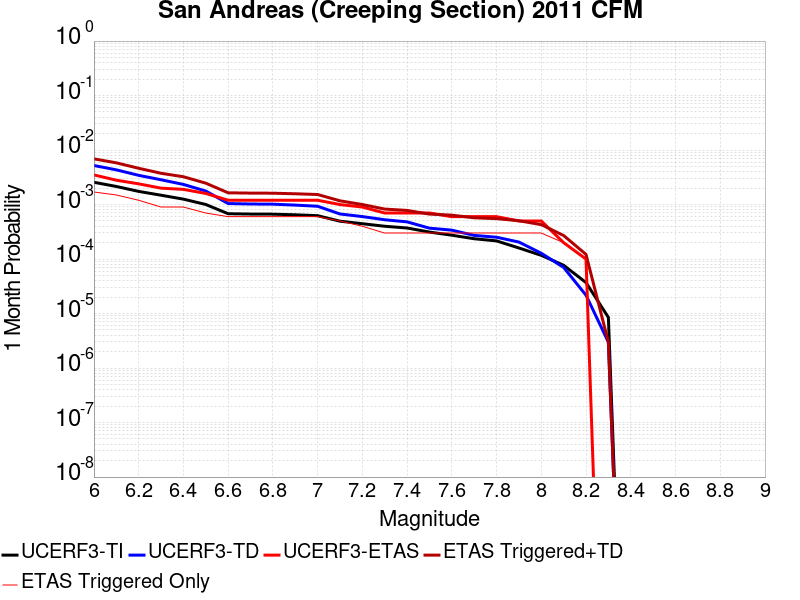 San Andreas (Creeping Section) 2011 CFM
1 Month Probability
10^0
10^-1
10^-2
10^-3
10^-4
10^-5
10^-6
10^-7
10^-8
6 6.2 6.4 6.6 6.8 7 7.2 7.4 7.6 7.8 8 8.2 8.4 8.6 8.8 9
Magnitude
UCERF3-TI UCERF3-TD UCERF3-ETAS ETAS Triggered+TD
ETAS Triggered Only